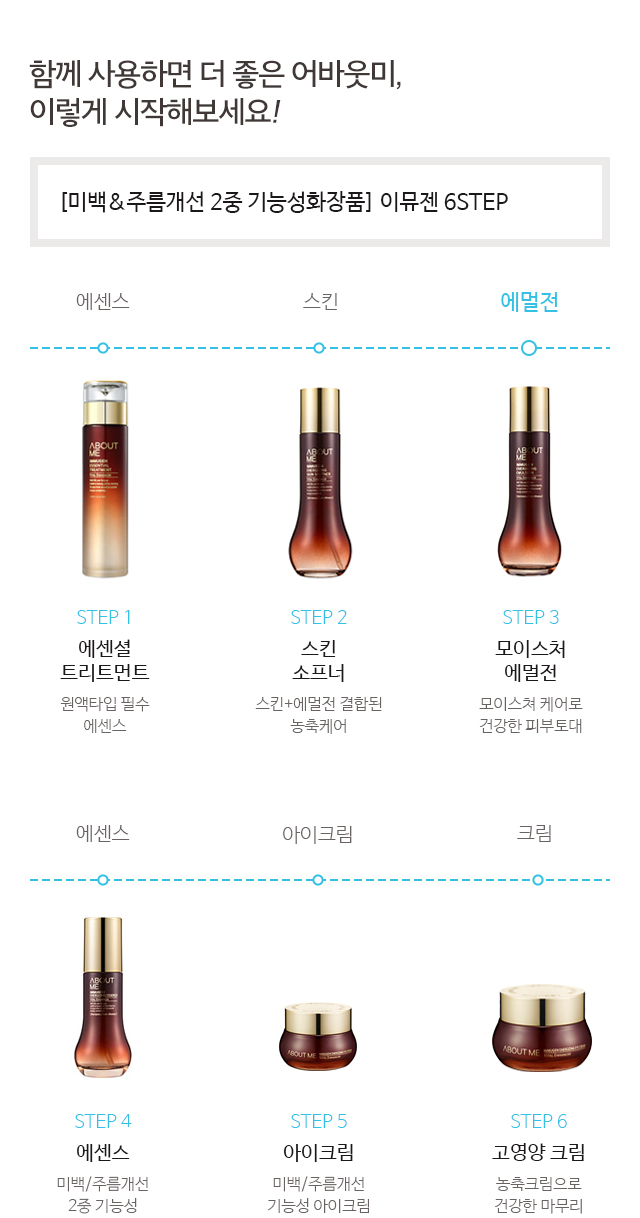 함께 사용하면 더 좋은 어바웃미,
이렇게 시작해보세요!
[미백&주름개선 2중 기능성화장품] 이뮤젠 6STEP
에센스 스킨 에멀전
ABOUT
ME
ESSENTIAL
TREATMENT
ABOUT
ME
ABOUT
ME
STEP 1 STEP 2 STEP 3
에센셜 스킨 모이스처
트리트먼트 소프너 에멀전
원액타입 필수 스킨+에멀전 결합된 모이스쳐 케어로
에센스 농축케어 건강한 피부토대
에센스 아이크림 크림
ABOUT
ME
ABOUT ME
ABOUT ME
STEP 4 STEP 5 STEP 6
에센스 아이크림 고영양 크림
미백/주름개선 미백/주름개선 농축크림으로
2중 기능성 기능성 아이크림 건강한 마무리